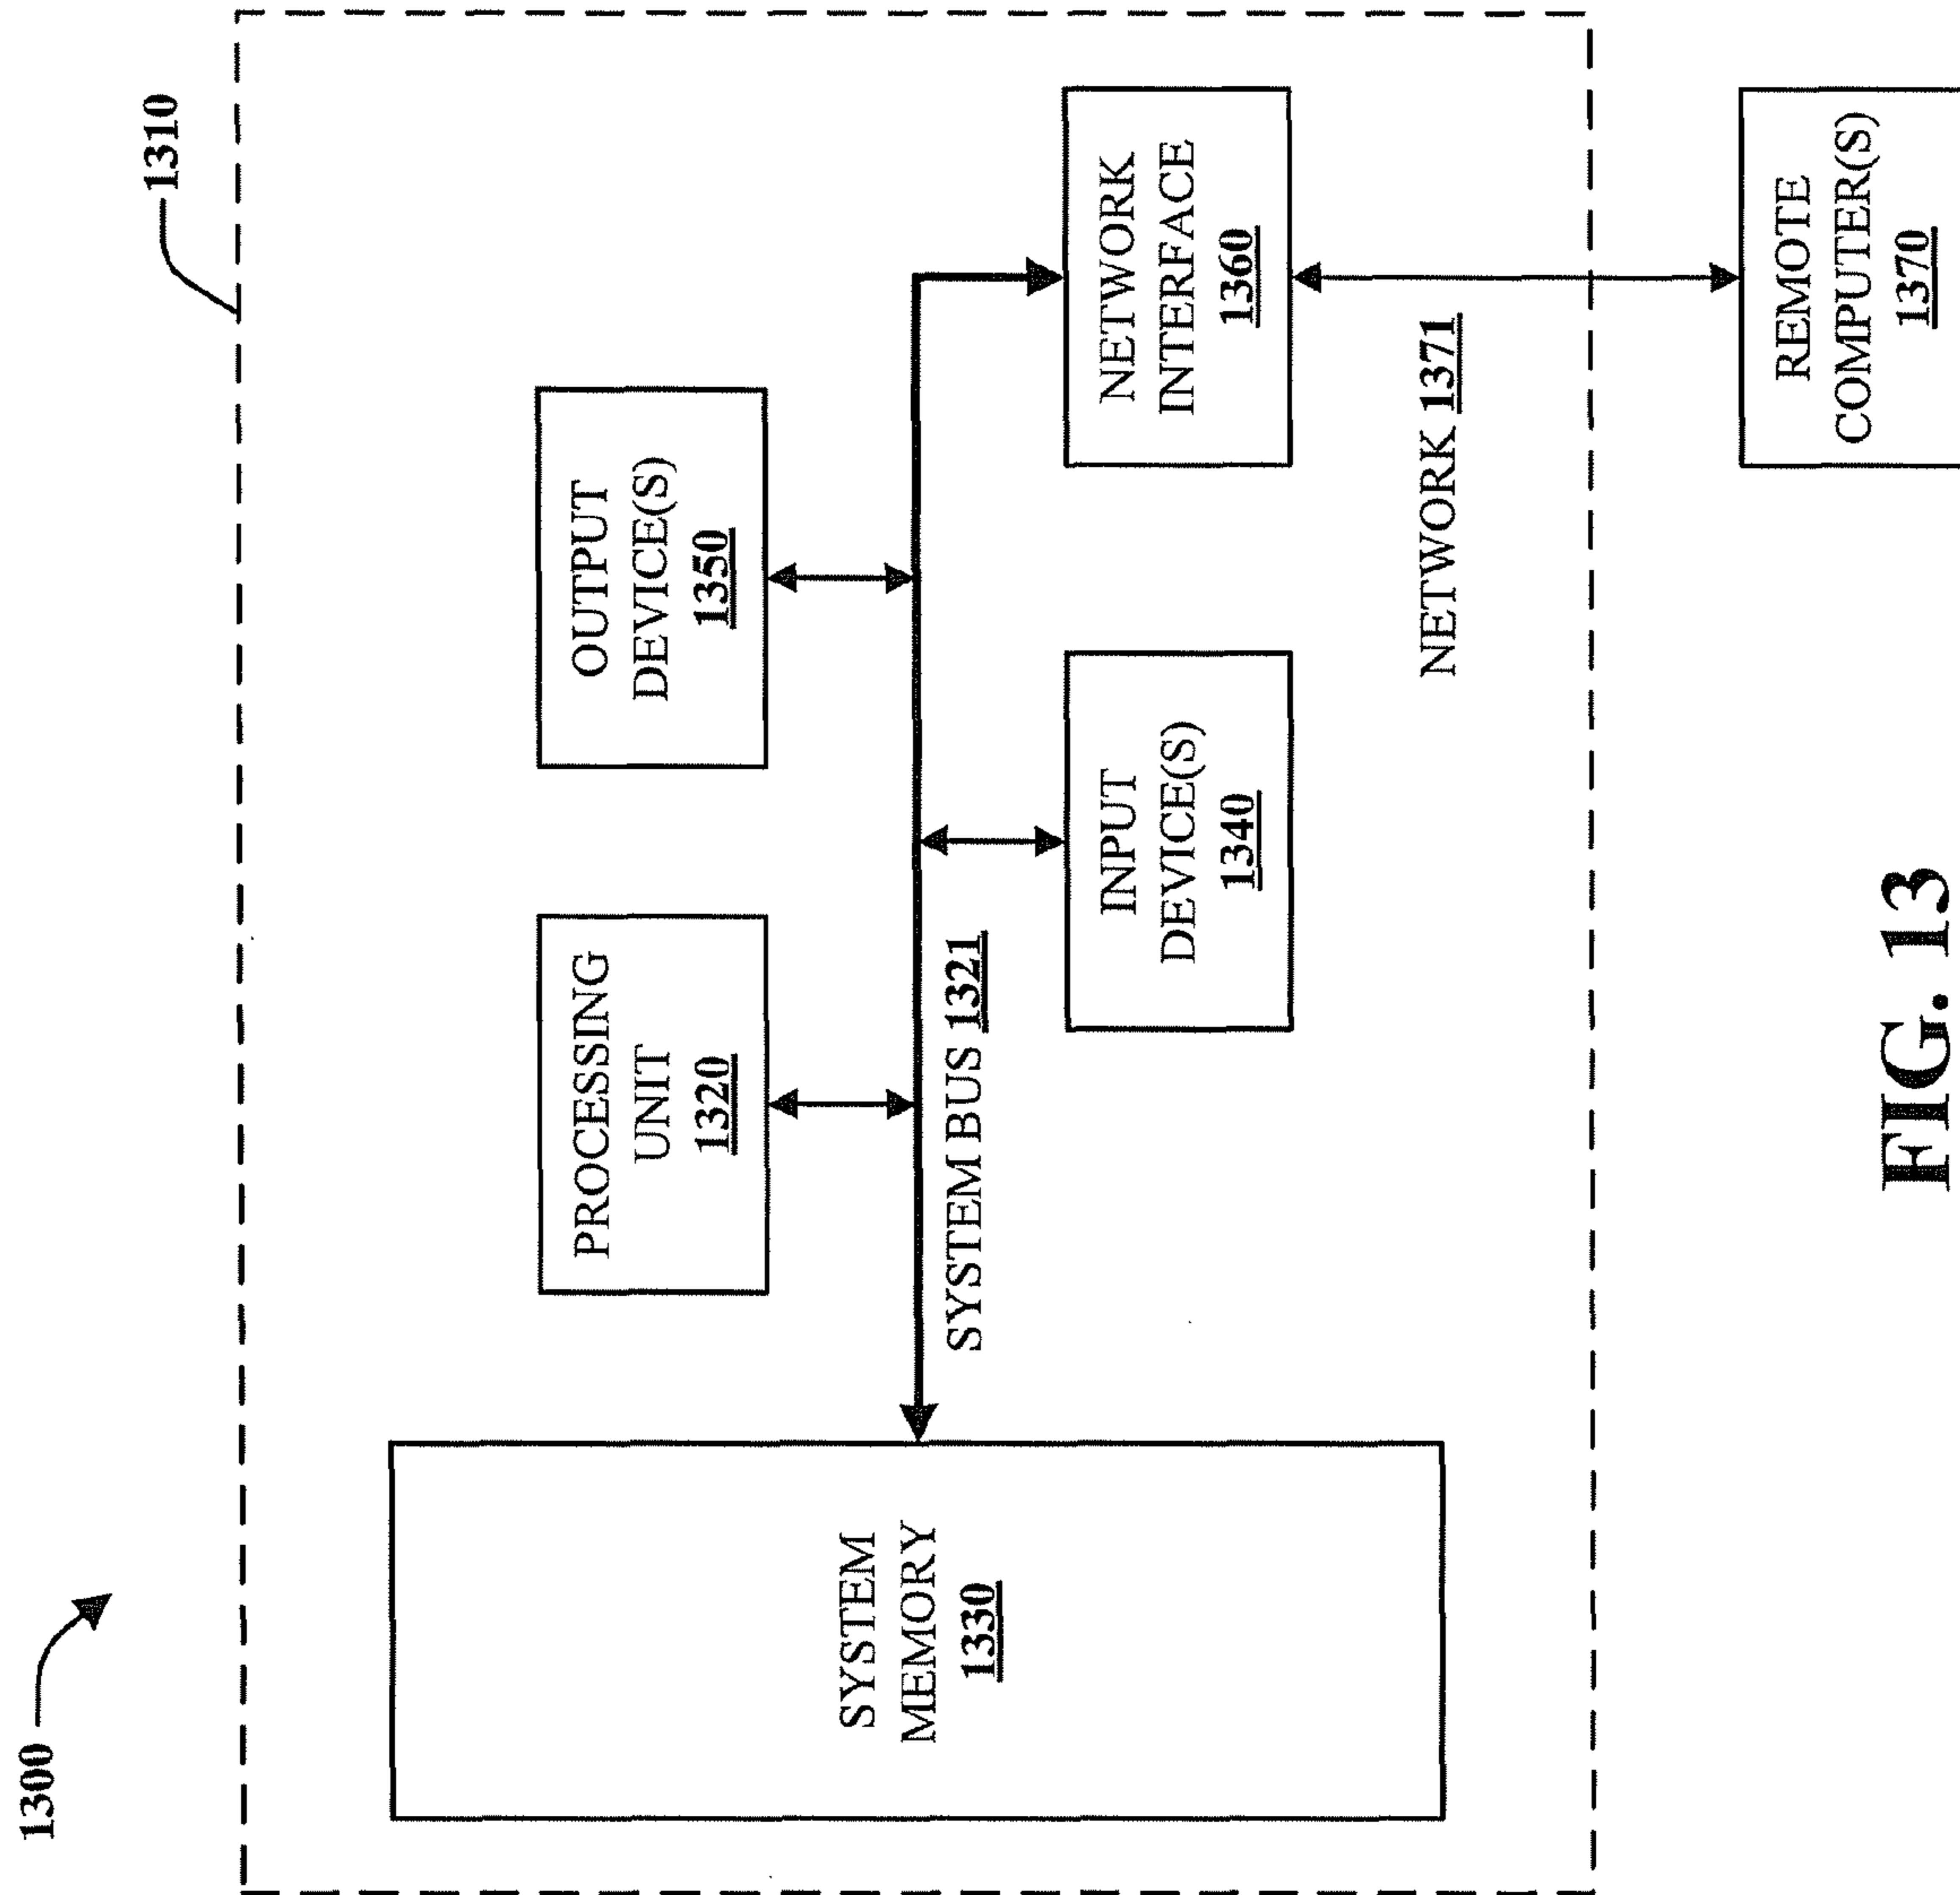 1300
1310
SYSTEM
MEMORY
1330
PROCESSING
UNIT
1320
OUTPUT
DEVICE(S)
1350
SYSTEM BUS 1321
INPUT
DEVICE(S)
1340
NETWORK
INTERFACE
1360
NETWORK 1371
REMOTE
COMPUTER(S)
1370
FIG. 13